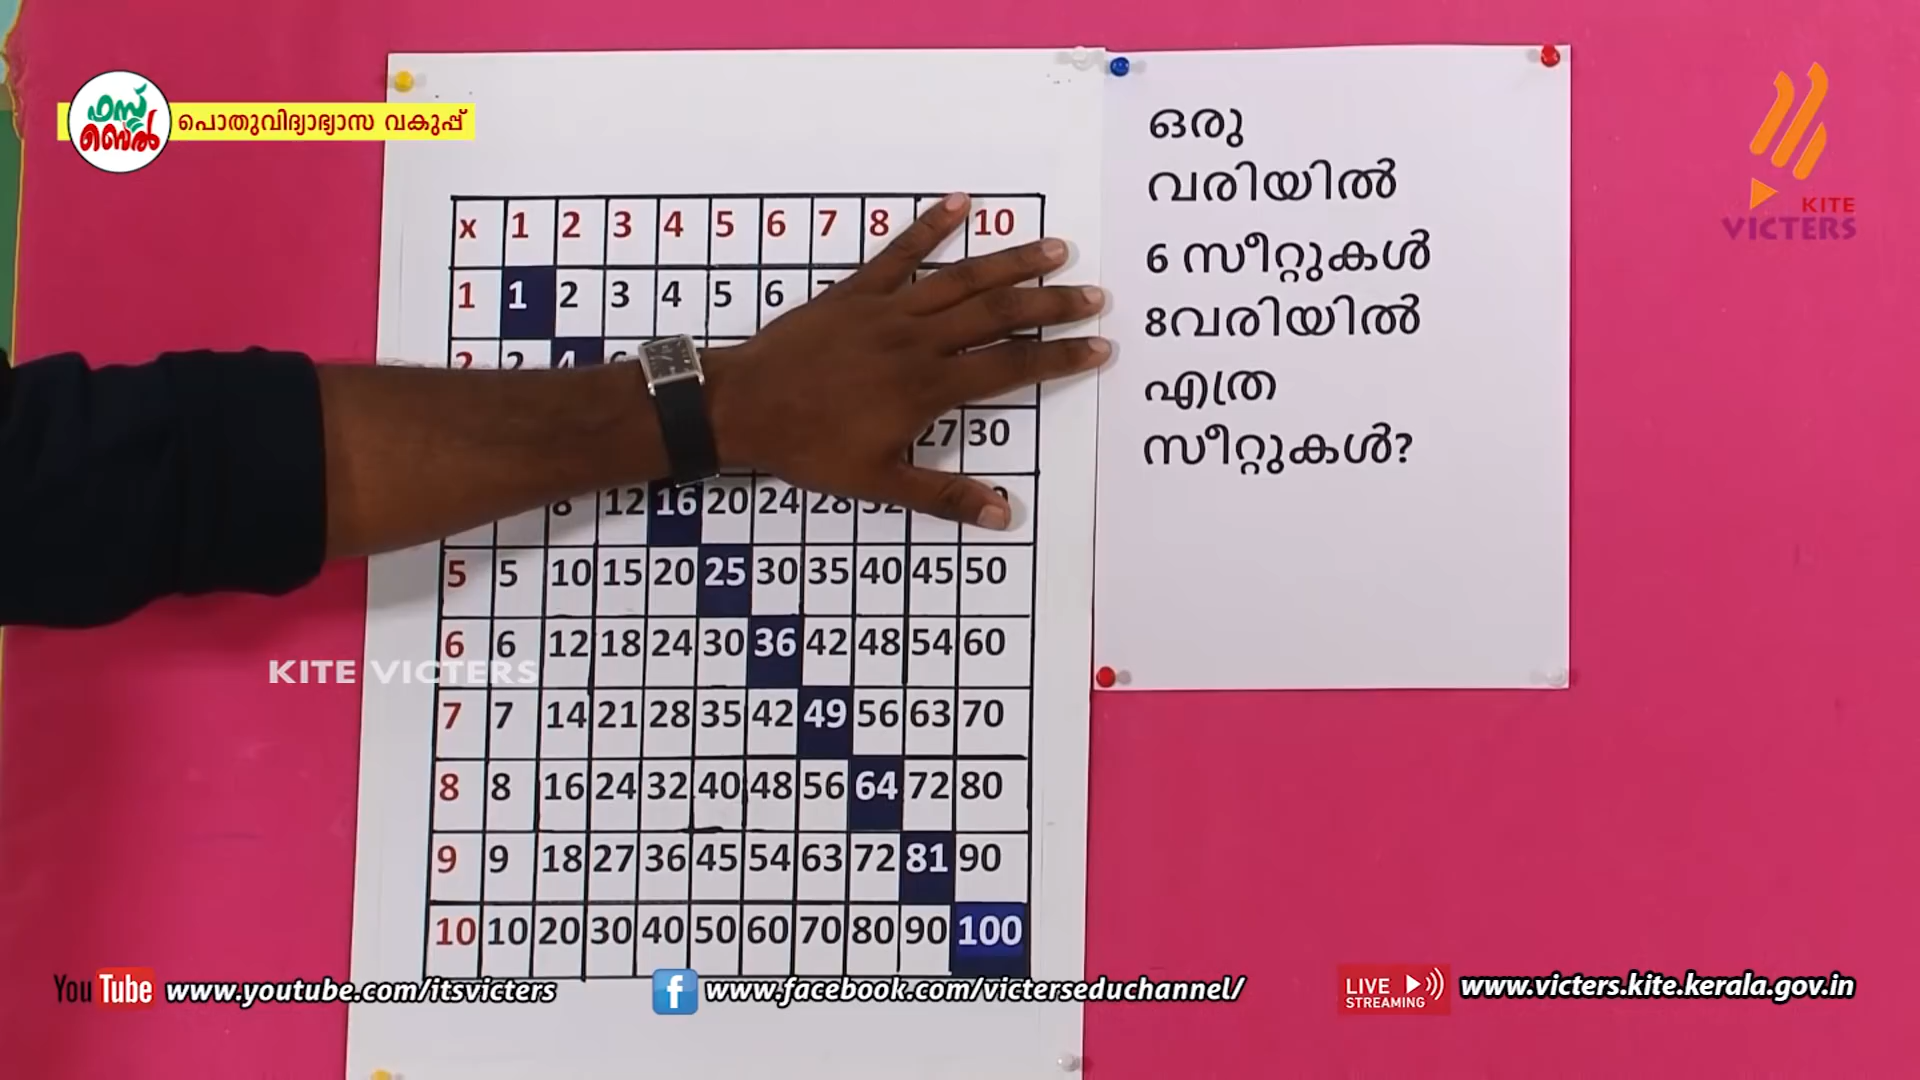 ഫസ്റ്റ്
ബെൽ
പൊതുവിദ്യാഭ്യാസ വകുപ്പ്
KITE
VICTERS
ഒരു
വരിയിൽ
6 സീറ്റുകൾ
8വരിയിൽ
എത്ര
സീറ്റുകൾ?
x 1 2 3 4 5 6 7 8 10
1 1 2 3 4 5 6
2 2 4
27 30
8 12 16 20 24 28 32
5 5 10 15 20 25 30 35 40 45 50
6 6 12 18 24 30 36 42 48 54 60
7 7 14 21 28 35 42 49 56 63 70
8 8 16 24 32 40 48 56 64 72 80
9 9 18 27 36 45 54 63 72 81 90
10 10 20 30 40 50 60 70 80 90 100
KITE VICTERS
YouTube www.youtube.com/itsvicters
f www.facebook.com/victerseduchannel/
LIVE
STREAMING
www.victers.kite.kerala.gov.in